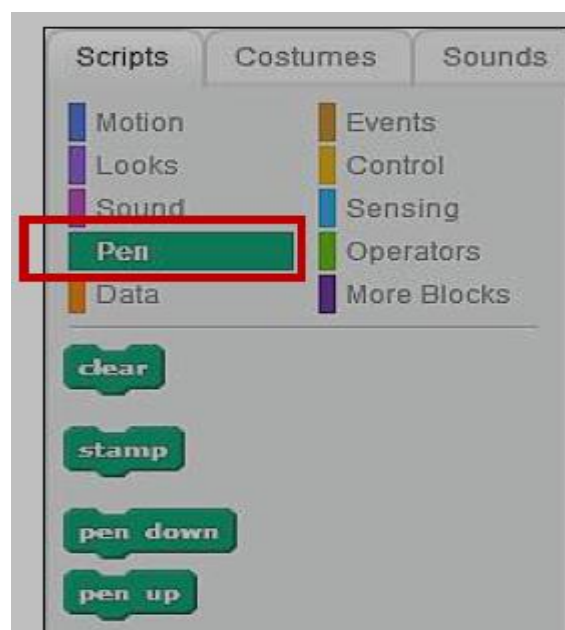 Scripts Costumes Sounds
Motion Events
Looks Control
Sound Sensing
Pen Operators
Data More Blocks
clear
stamp
pen down
pen up